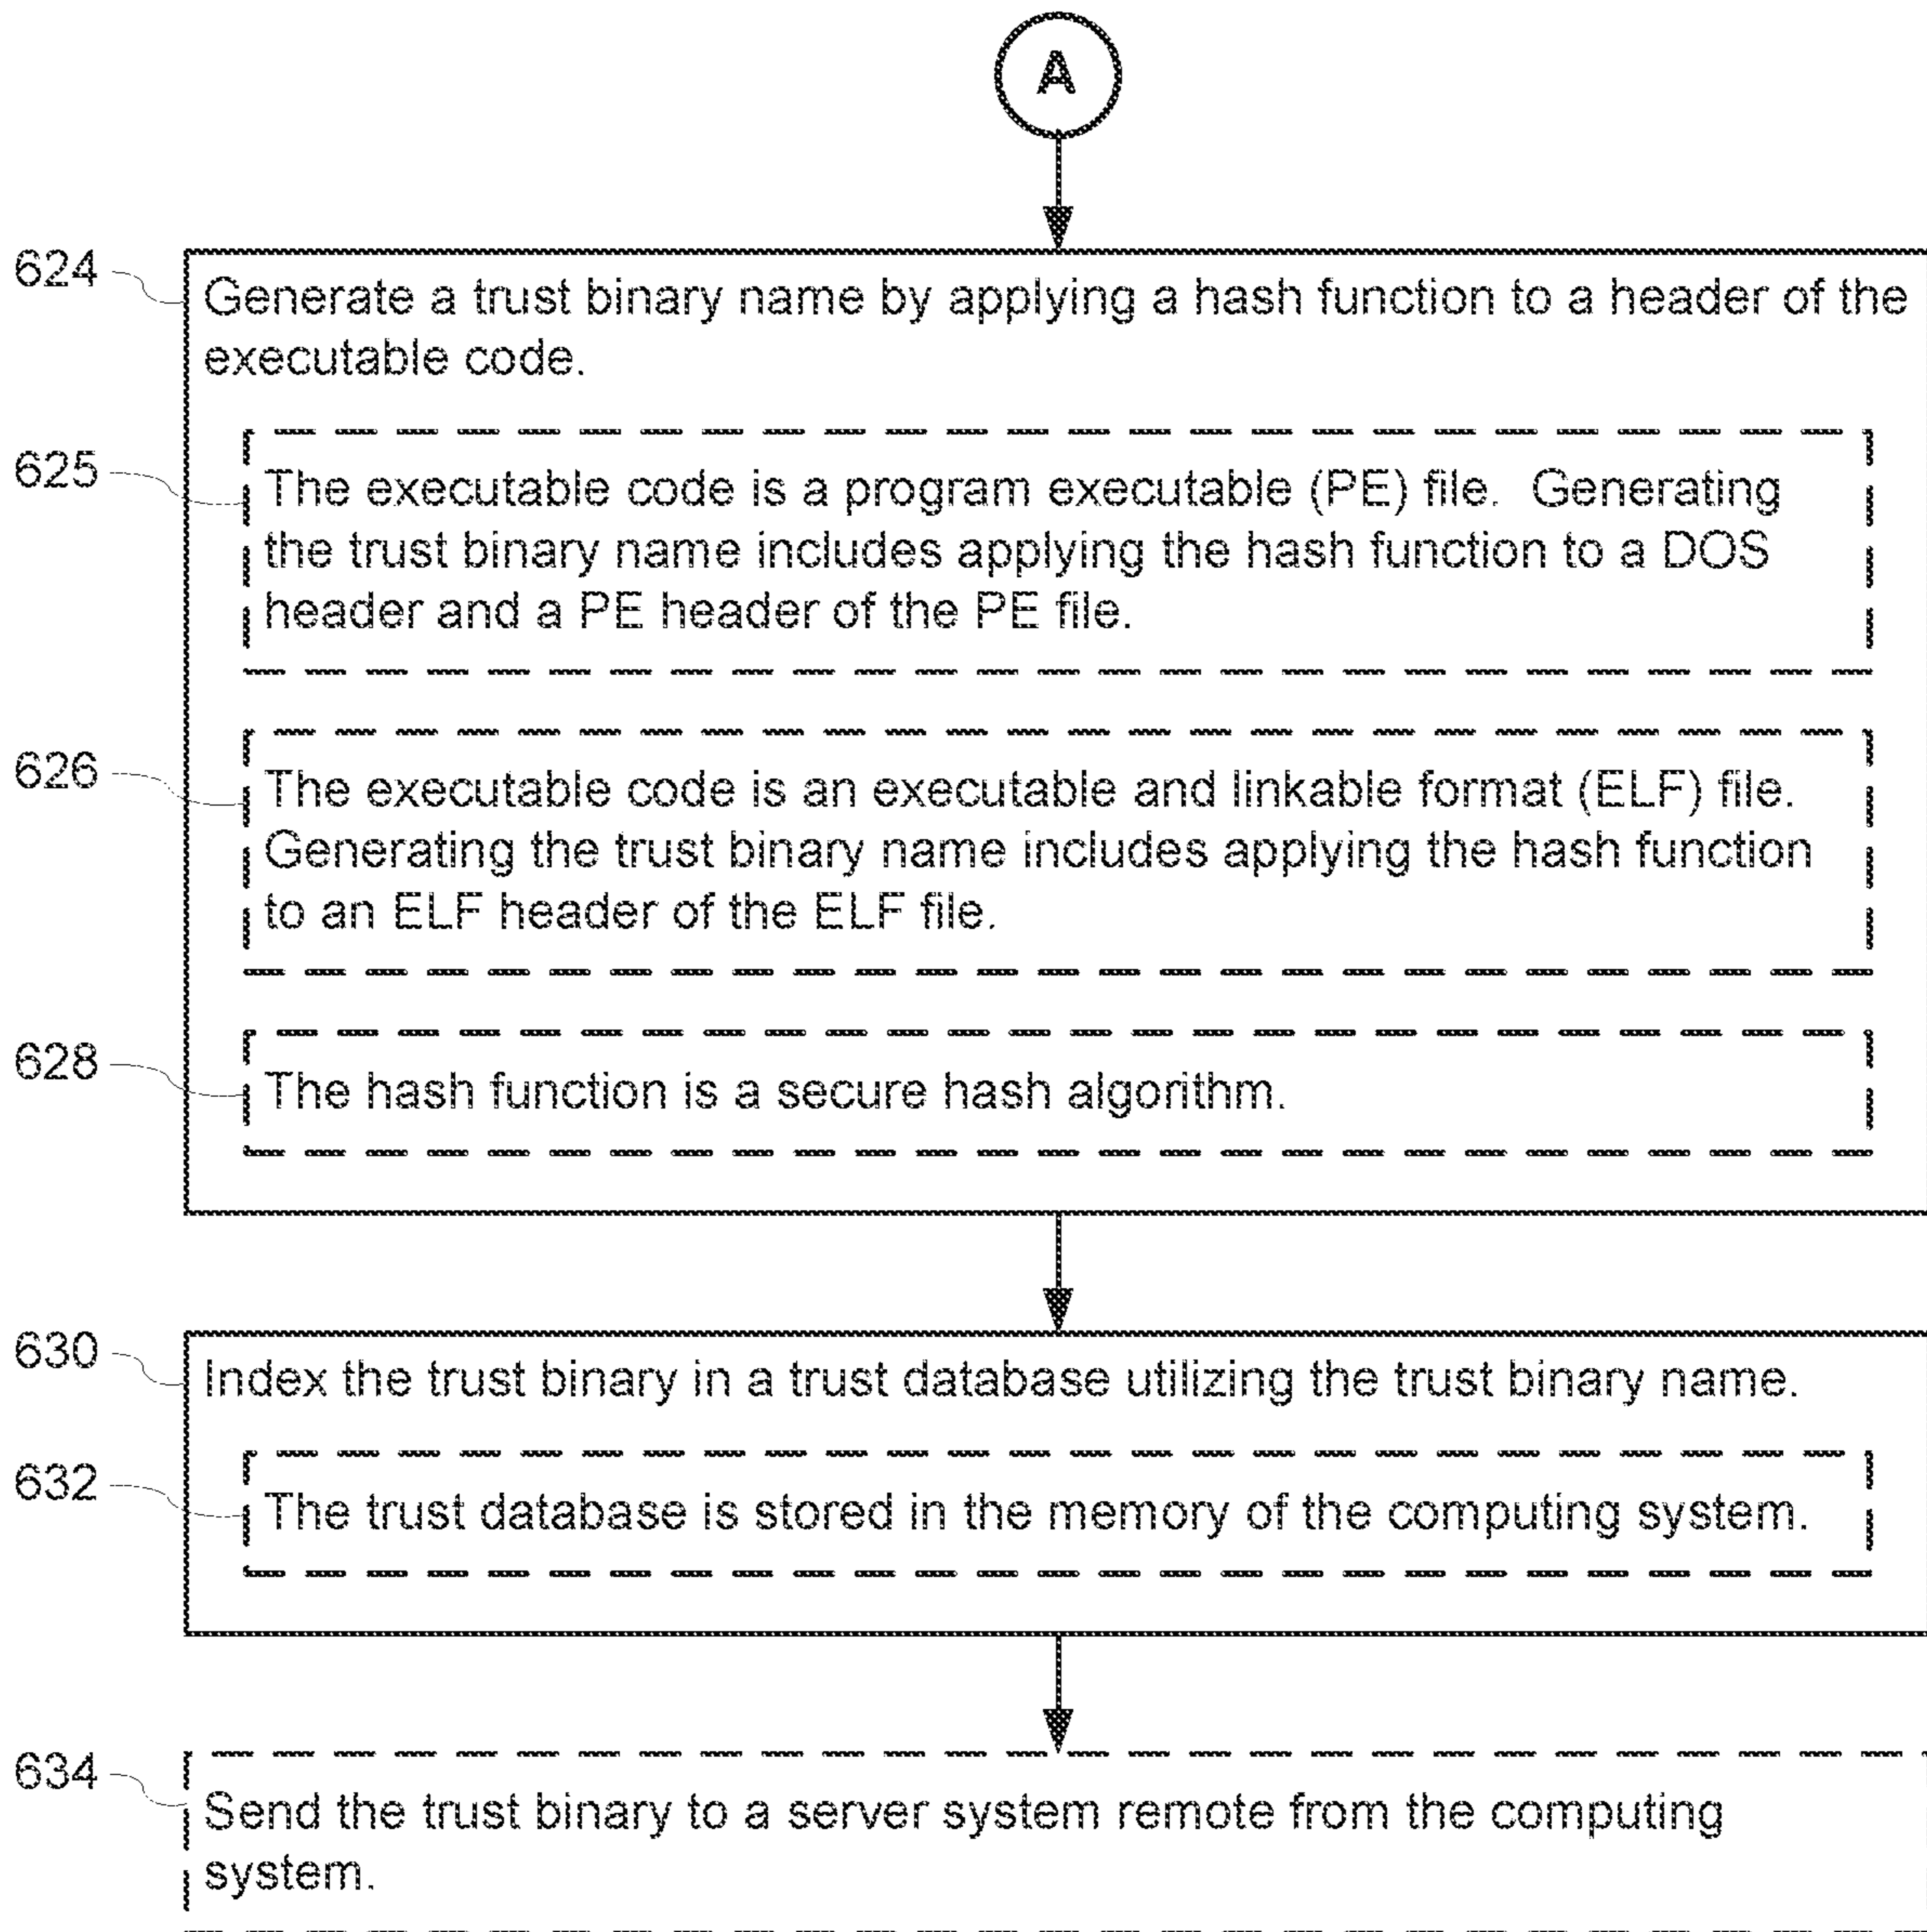 A
624
Generate a trust binary name by applying a hash function to a header of the
executable code.
625
The executable code is a program executable (PE) file.  Generating
the trust binary name includes applying the hash function to a DOS
header and a PE header of the PE file.
626
The executable code is an executable and linkable format (ELF) file.
Generating the trust binary name includes applying the hash function
to an ELF header of the ELF file.
628
The hash function is a secure hash algorithm.
630
Index the trust binary in a trust database utilizing the trust binary name.
632
The trust database is stored in the memory of the computing system.
634
Send the trust binary to a server system remote from the computing
system.